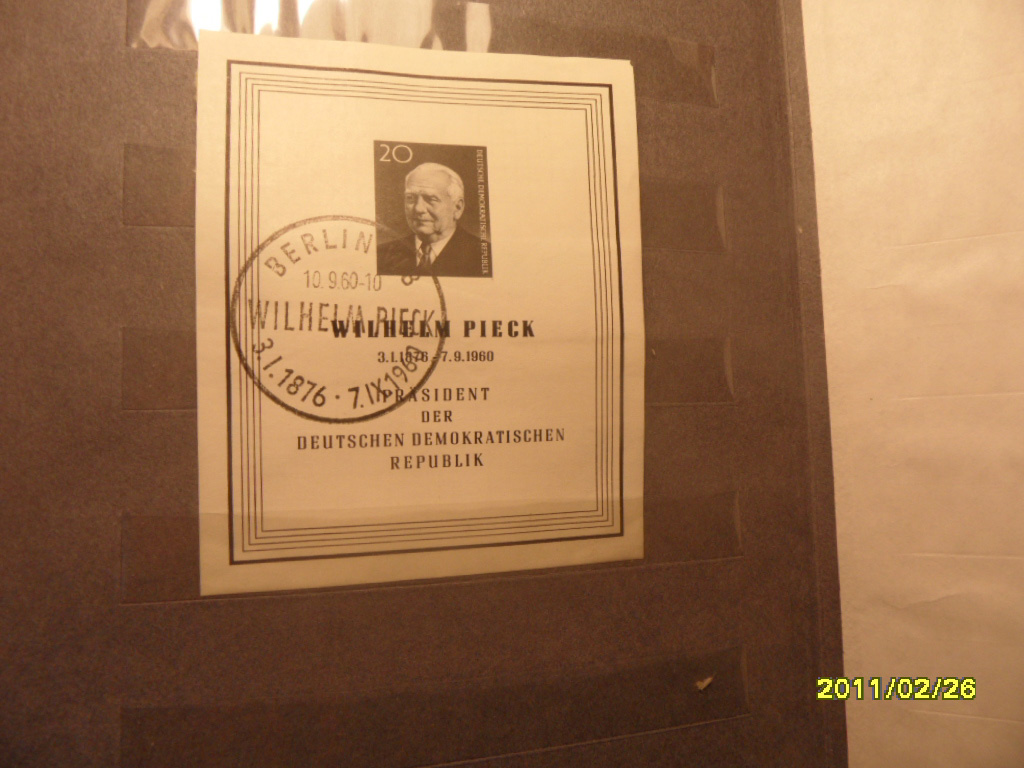 20
DEUTSCHE DEMOKRATISCHE REPUBLIK
BERLIN 8
10.9.60-10
WILHELM PIECK
3.I.1876 · 7.IX.1960
WILHELM PIECK
3.1.1876 - 7.9.1960
PRÄSIDENT
DER
DEUTSCHEN DEMOKRATISCHEN
REPUBLIK
2011/02/26